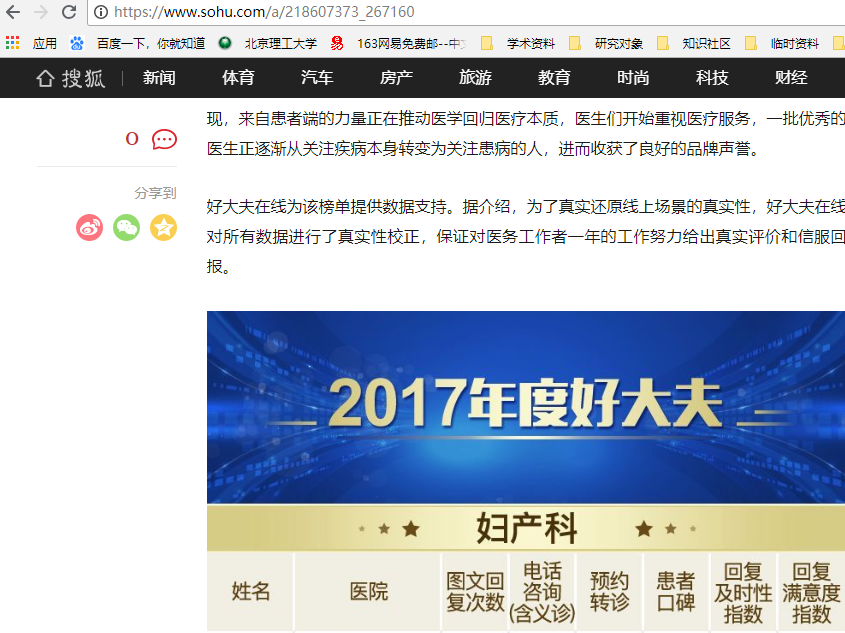 https://www.sohu.com/a/218607373_267160
应用 百度一下，你就知道 北京理工大学 163网易免费邮--中 学术资料 研究对象 知识社区 临时资料
搜狐 新闻 体育 汽车 房产 旅游 教育 时尚 科技 财经
现，来自患者端的力量正在推动医学回归医疗本质，医生们开始重视医疗服务，一批优秀的
医生正逐渐从关注疾病本身转变为关注患病的人，进而收获了良好的品牌声誉。
0
分享到
好大夫在线为该榜单提供数据支持。据介绍，为了真实还原线上场景的真实性，好大夫在线
对所有数据进行了真实性校正，保证对医务工作者一年的工作努力给出真实评价和信服回
报。
2017年度好大夫
妇产科
姓名 医院 图文回复次数 电话咨询(含义诊) 预约转诊 患者口碑 回复及时性指数 回复满意度指数